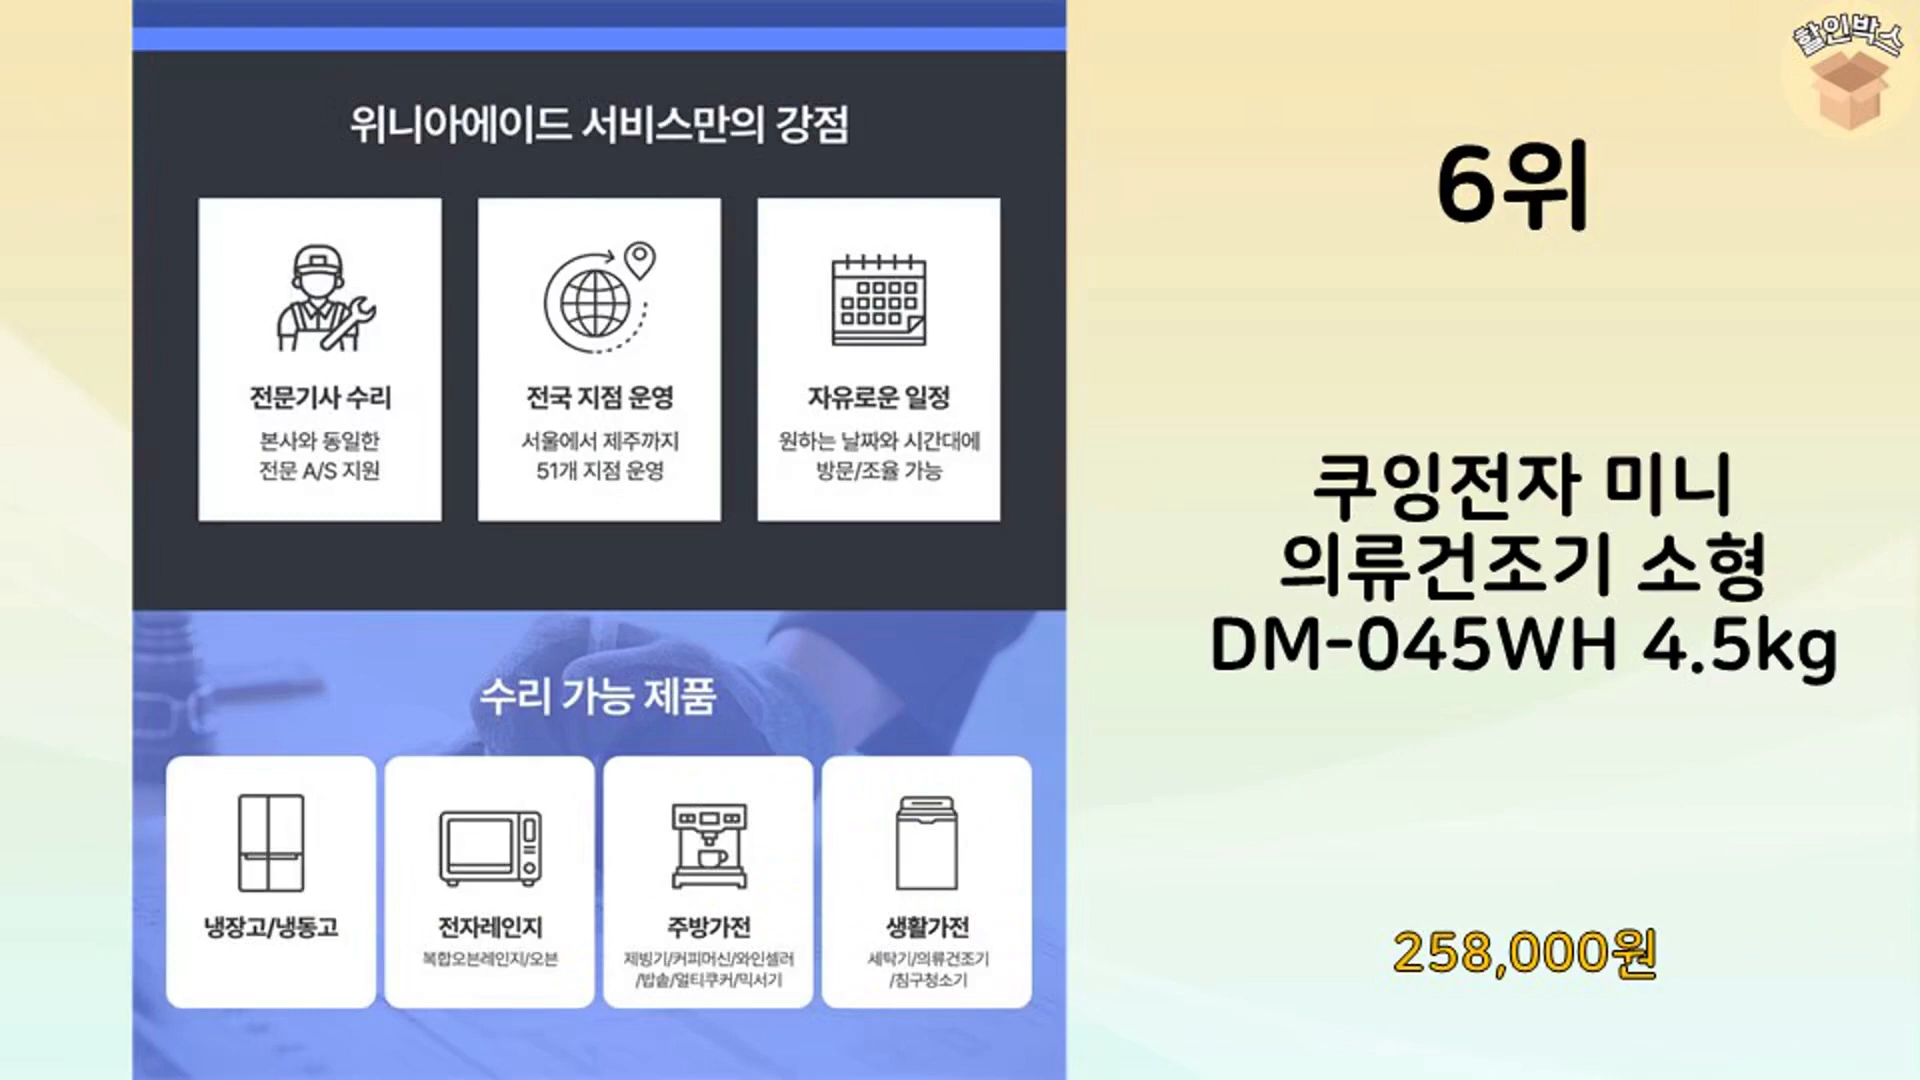 위니아에이드 서비스만의 강점
전문기사 수리
본사와 동일한
전문 A/S 지원
전국 지점 운영
서울에서 제주까지
51개 지점 운영
자유로운 일정
원하는 날짜와 시간대에
방문/조율 가능
수리 가능 제품
냉장고/냉동고
전자레인지
복합오븐레인지/오븐
주방가전
제빙기/커피머신/와인셀러
/밥솥/멀티쿠커/믹서기
생활가전
세탁기/의류건조기
/침구청소기
할인박스
6위
쿠잉전자 미니
의류건조기 소형
DM-045WH 4.5kg
258,000원